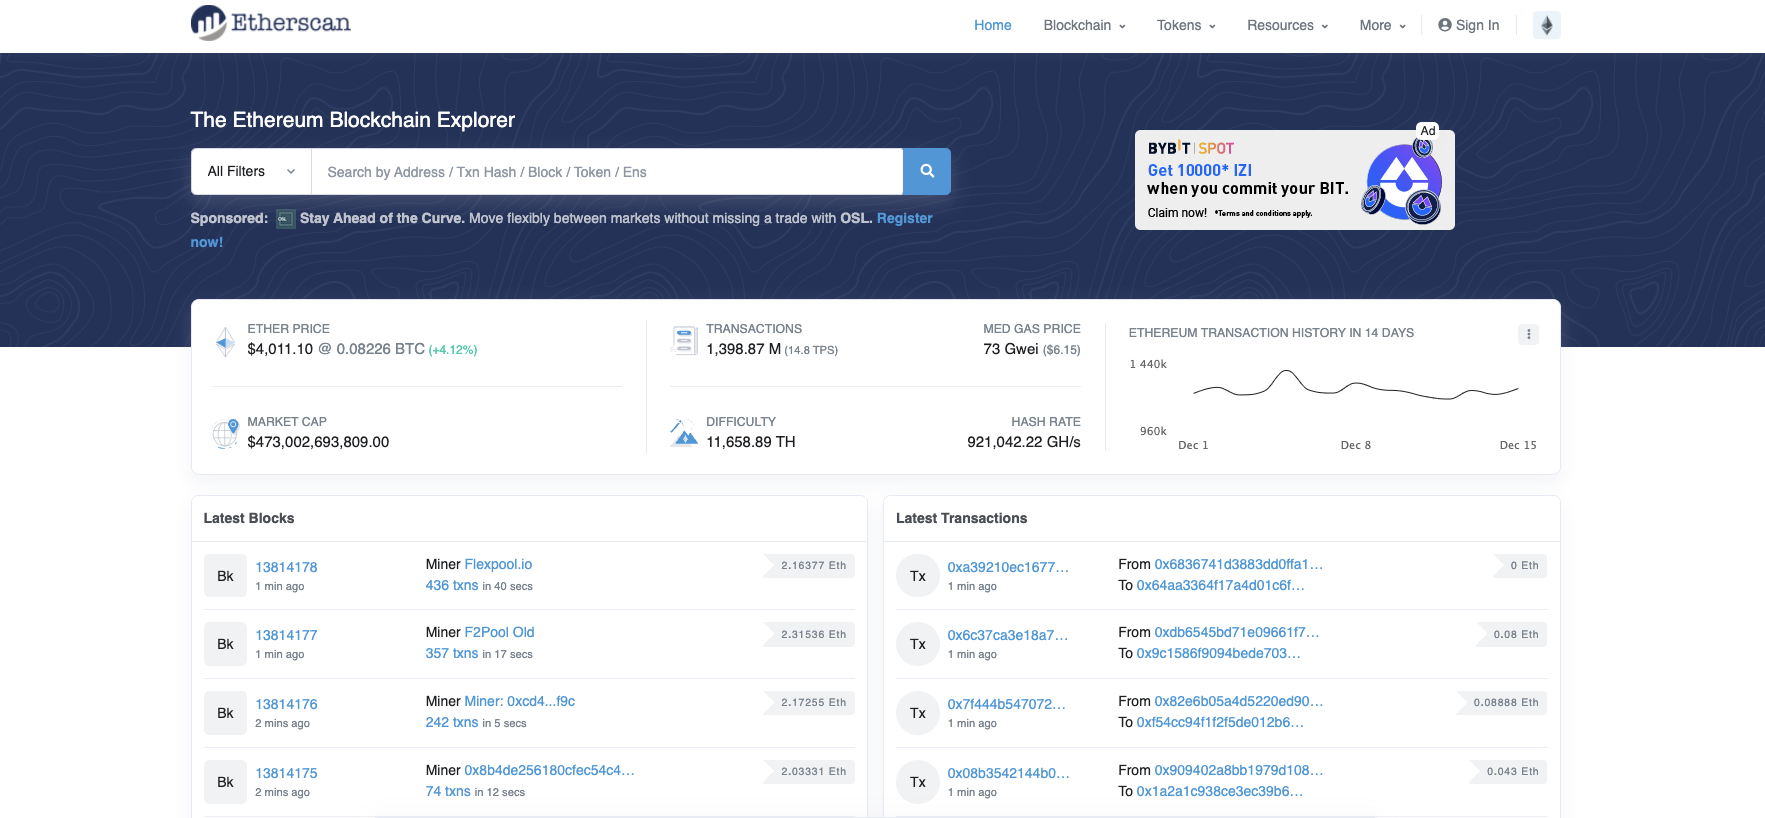 Etherscan
Home Blockchain Tokens Resources More Sign In
The Ethereum Blockchain Explorer
All Filters Search by Address / Txn Hash / Block / Token / Ens
Sponsored: OSL Stay Ahead of the Curve. Move flexibly between markets without missing a trade with OSL. Register
now!
Ad
BYBIT | SPOT
Get 10000* IZI
when you commit your BIT.
Claim now! *Terms and conditions apply.
ETHER PRICE
$4,011.10 @ 0.08226 BTC (+4.12%)
MARKET CAP
$473,002,693,809.00
TRANSACTIONS
1,398.87 M (14.8 TPS)
MED GAS PRICE
73 Gwei ($6.15)
DIFFICULTY
11,658.89 TH
HASH RATE
921,042.22 GH/s
ETHEREUM TRANSACTION HISTORY IN 14 DAYS
1 440k
960k
Dec 1 Dec 8 Dec 15
Latest Blocks
Bk 13814178 Miner Flexpool.io 2.16377 Eth
1 min ago 436 txns in 40 secs
Bk 13814177 Miner F2Pool Old 2.31536 Eth
1 min ago 357 txns in 17 secs
Bk 13814176 Miner Miner: 0xcd4...f9c 2.17255 Eth
2 mins ago 242 txns in 5 secs
Bk 13814175 Miner 0x8b4de256180cfec54c4... 2.03331 Eth
2 mins ago 74 txns in 12 secs
Latest Transactions
Tx 0xa39210ec1677... From 0x6836741d3883dd0ffa1... 0 Eth
1 min ago To 0x64aa3364f17a4d01c6f...
Tx 0x6c37ca3e18a7... From 0xdb6545bd71e09661f7... 0.08 Eth
1 min ago To 0x9c1586f9094bede703...
Tx 0x7f444b547072... From 0x82e6b05a4d5220ed90... 0.08888 Eth
1 min ago To 0xf54cc94f1f2f5de012b6...
Tx 0x08b3542144b0... From 0x909402a8bb1979d108... 0.043 Eth
1 min ago To 0x1a2a1c938ce3ec39b6...